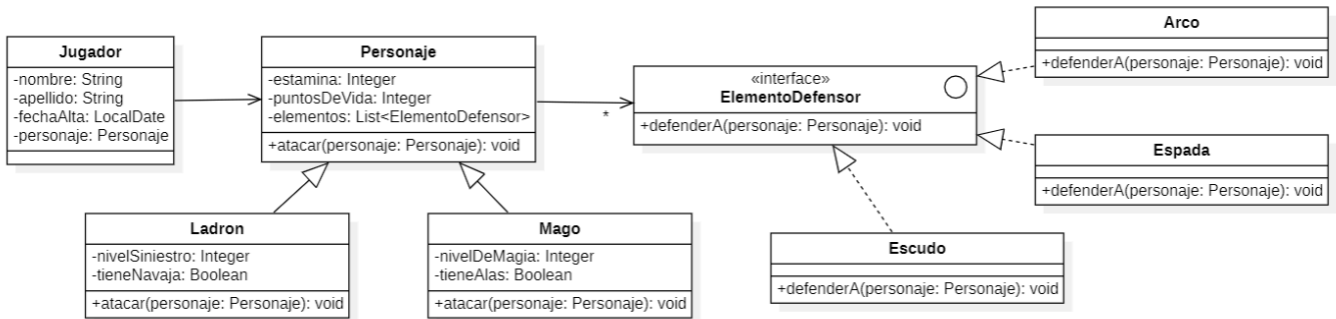 Jugador
-nombre: String
-apellido: String
-fechaAlta: LocalDate
-personaje: Personaje
Personaje
-estamina: Integer
-puntosDeVida: Integer
-elementos: List<ElementoDefensor>
+atacar(personaje: Personaje): void
*
«interface»
ElementoDefensor
+defenderA(personaje: Personaje): void
Arco
+defenderA(personaje: Personaje): void
Espada
+defenderA(personaje: Personaje): void
Escudo
+defenderA(personaje: Personaje): void
Ladron
-nivelSiniestro: Integer
-tieneNavaja: Boolean
+atacar(personaje: Personaje): void
Mago
-nivelDeMagia: Integer
-tieneAlas: Boolean
+atacar(personaje: Personaje): void